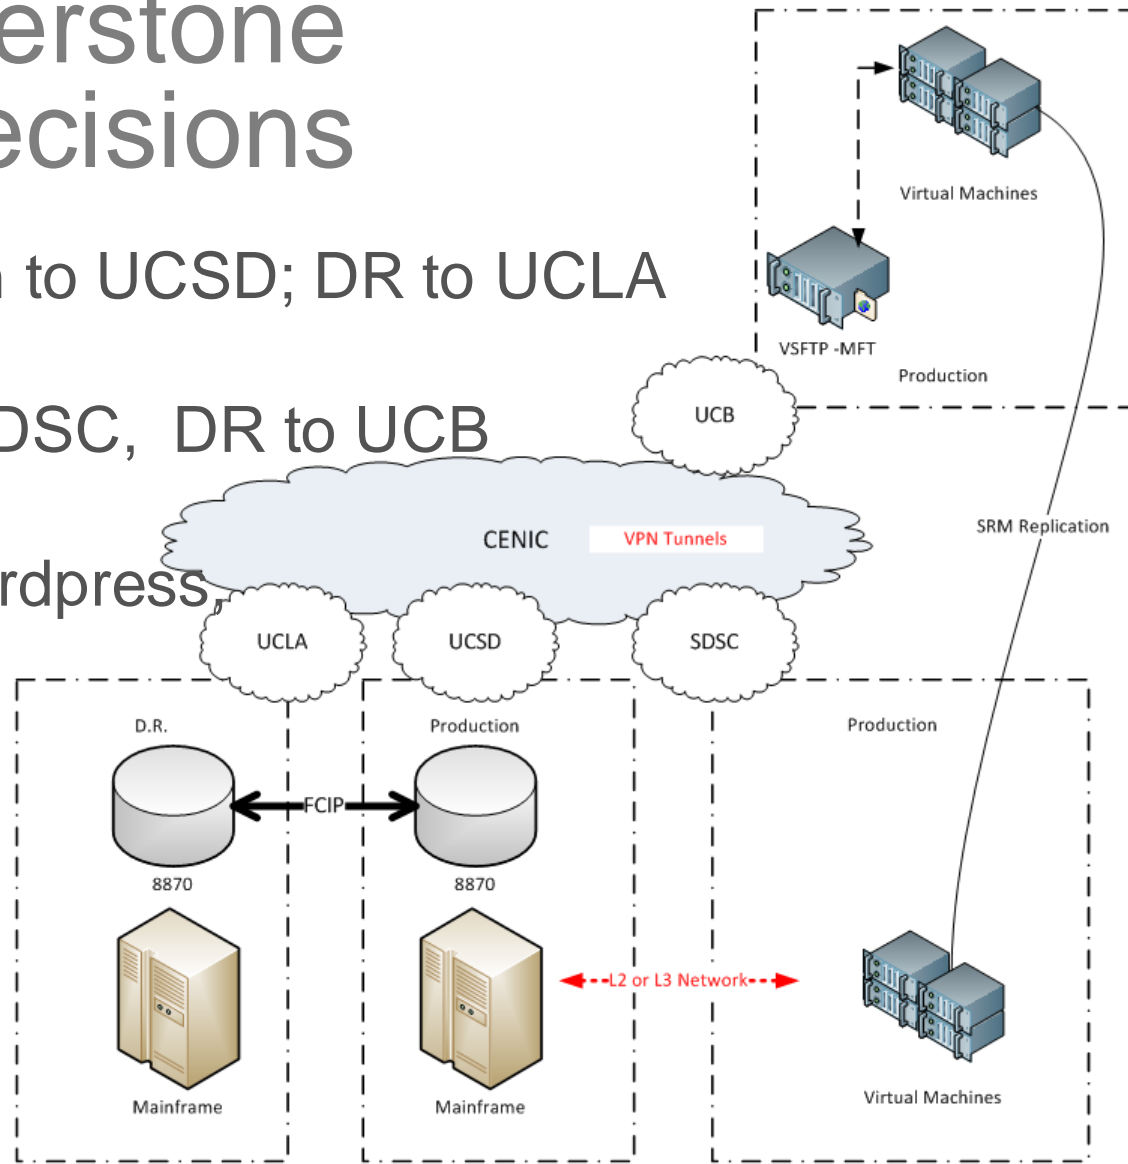 erstone
ecisions
to UCSD; DR to UCLA
DSC, DR to UCB
rdpress,
Virtual Machines
VSFTP -MFT
Production
UCB
SRM Replication
CENIC
VPN Tunnels
UCLA
UCSD
SDSC
D.R.
Production
Production
FCIP
8870
8870
L2 or L3 Network
Mainframe
Mainframe
Virtual Machines